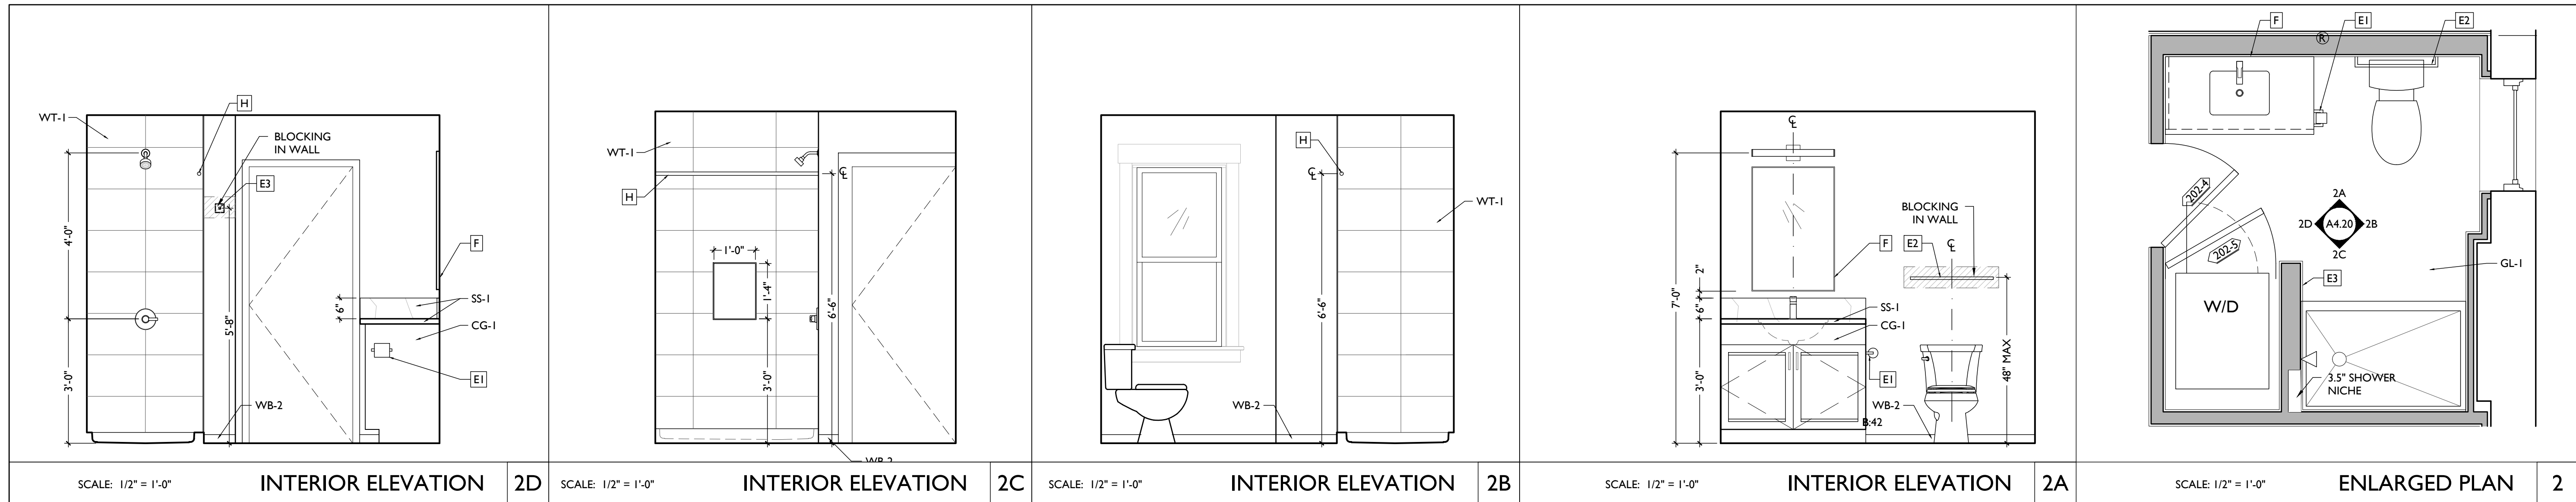 H
WT-1
BLOCKING
IN WALL
E3
4'-0"
F
6"
SS-1
5'-8"
CG-1
3'-0"
E1
WB-2
SCALE: 1/2" = 1'-0"
INTERIOR ELEVATION
2D
WT-1
℄
H
1'-0"
1'-4"
6'-6"
3'-0"
WB-2
SCALE: 1/2" = 1'-0"
INTERIOR ELEVATION
2C
H
℄
WT-1
6'-6"
WB-2
SCALE: 1/2" = 1'-0"
INTERIOR ELEVATION
2B
℄
BLOCKING
IN WALL
F
E2
℄
7'-0"
2"
6"
SS-1
CG-1
3'-0"
48" MAX
E1
WB-2
B:42
SCALE: 1/2" = 1'-0"
INTERIOR ELEVATION
2A
F
E1
E2
R
202-4
2A
2D
A4.20
2B
202-5
2C
GL-1
E3
W/D
3.5" SHOWER
NICHE
SCALE: 1/2" = 1'-0"
ENLARGED PLAN
2